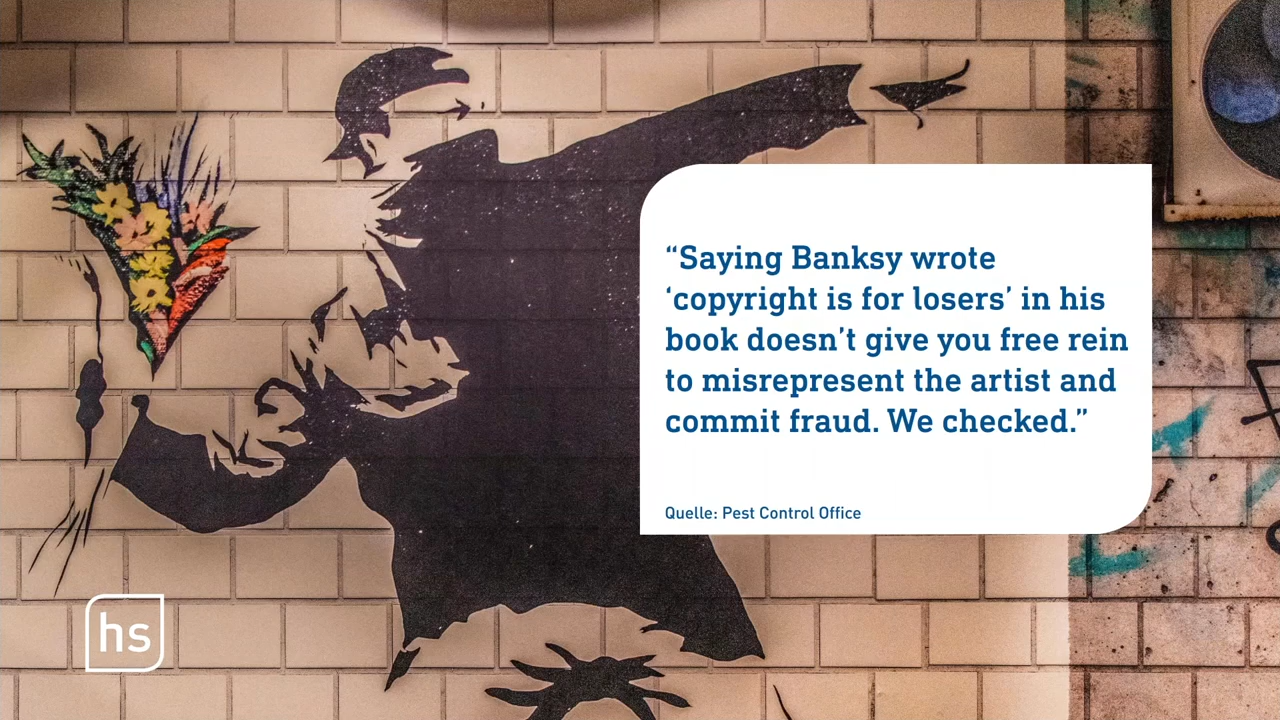 “Saying Banksy wrote
‘copyright is for losers’ in his
book doesn’t give you free rein
to misrepresent the artist and
commit fraud. We checked.”
Quelle: Pest Control Office
hs